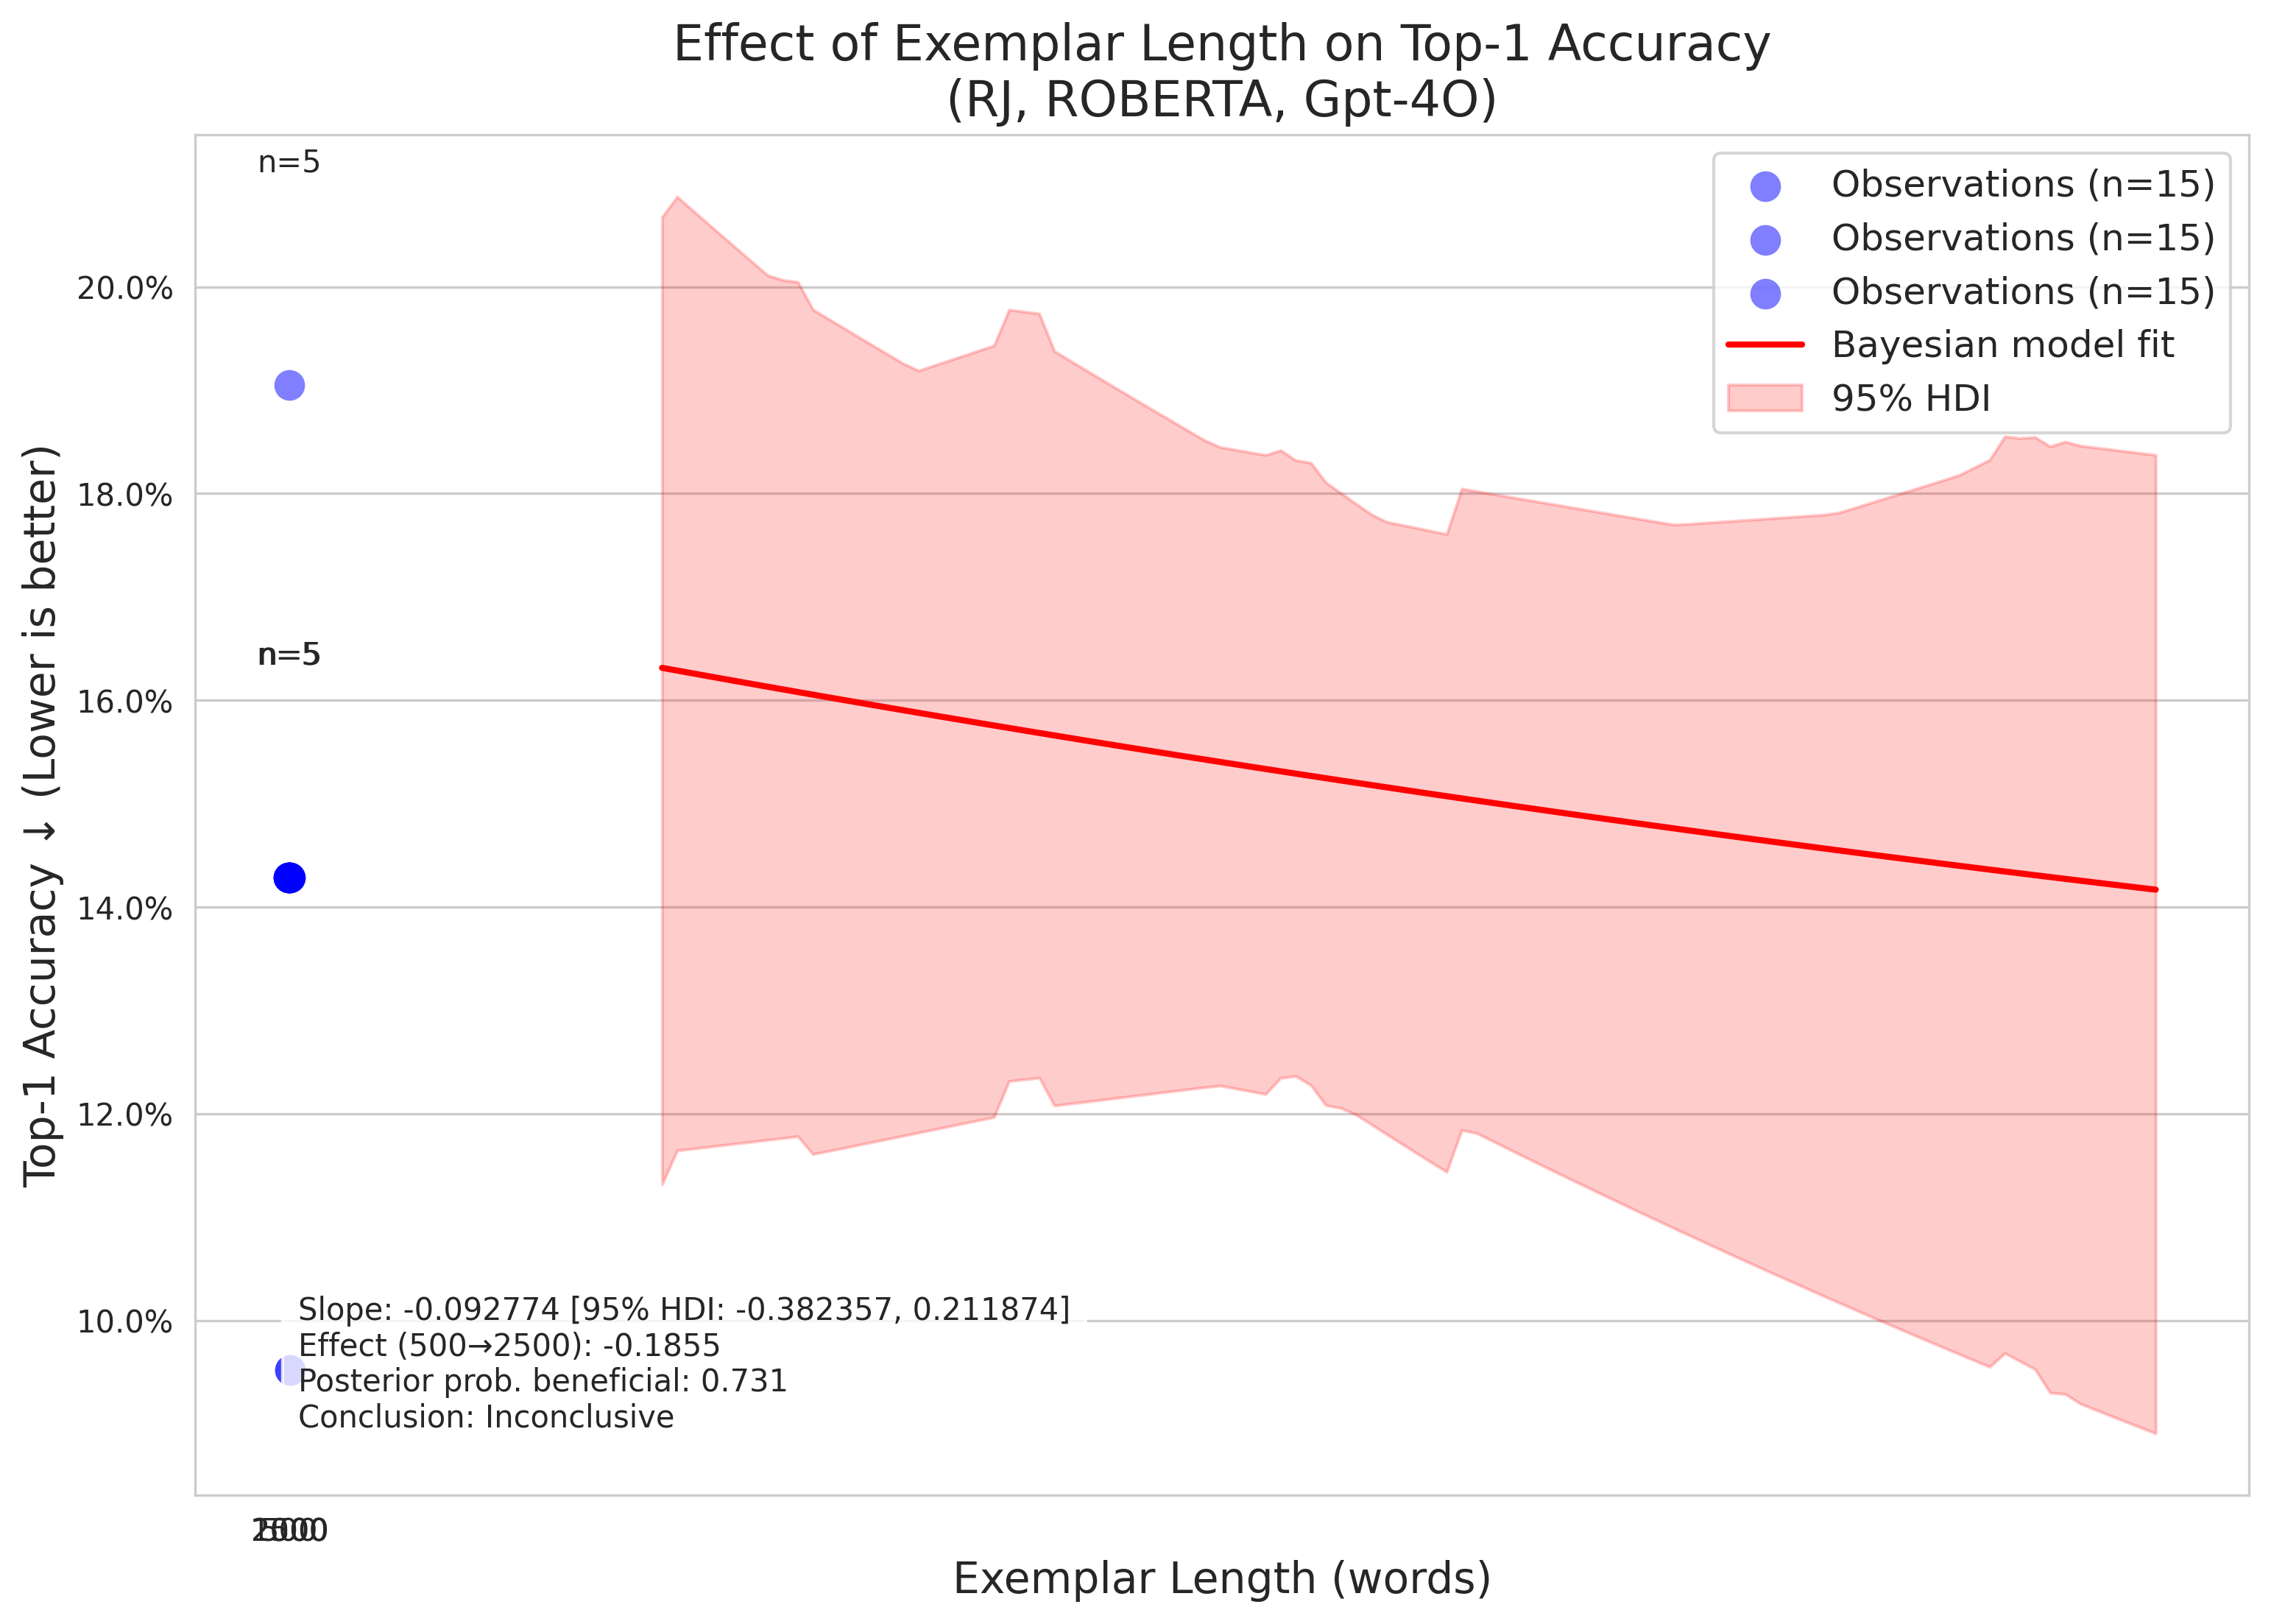 Effect of Exemplar Length on Top-1 Accuracy
(RJ, ROBERTA, Gpt-4O)
n=5
Observations (n=15)
Observations (n=15)
Observations (n=15)
Bayesian model fit
95% HDI
20.0%
18.0%
n=5
16.0%
14.0%
12.0%
10.0%
Top-1 Accuracy ↓ (Lower is better)
Slope: -0.092774 [95% HDI: -0.382357, 0.211874]
Effect (500→2500): -0.1855
Posterior prob. beneficial: 0.731
Conclusion: Inconclusive
Exemplar Length (words)